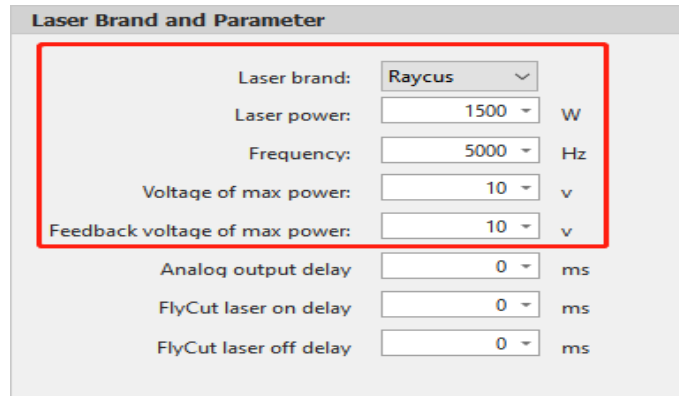 Laser Brand and Parameter
Laser brand: Raycus
Laser power: 1500 W
Frequency: 5000 Hz
Voltage of max power: 10 v
Feedback voltage of max power: 10 v
Analog output delay 0 ms
FlyCut laser on delay 0 ms
FlyCut laser off delay 0 ms